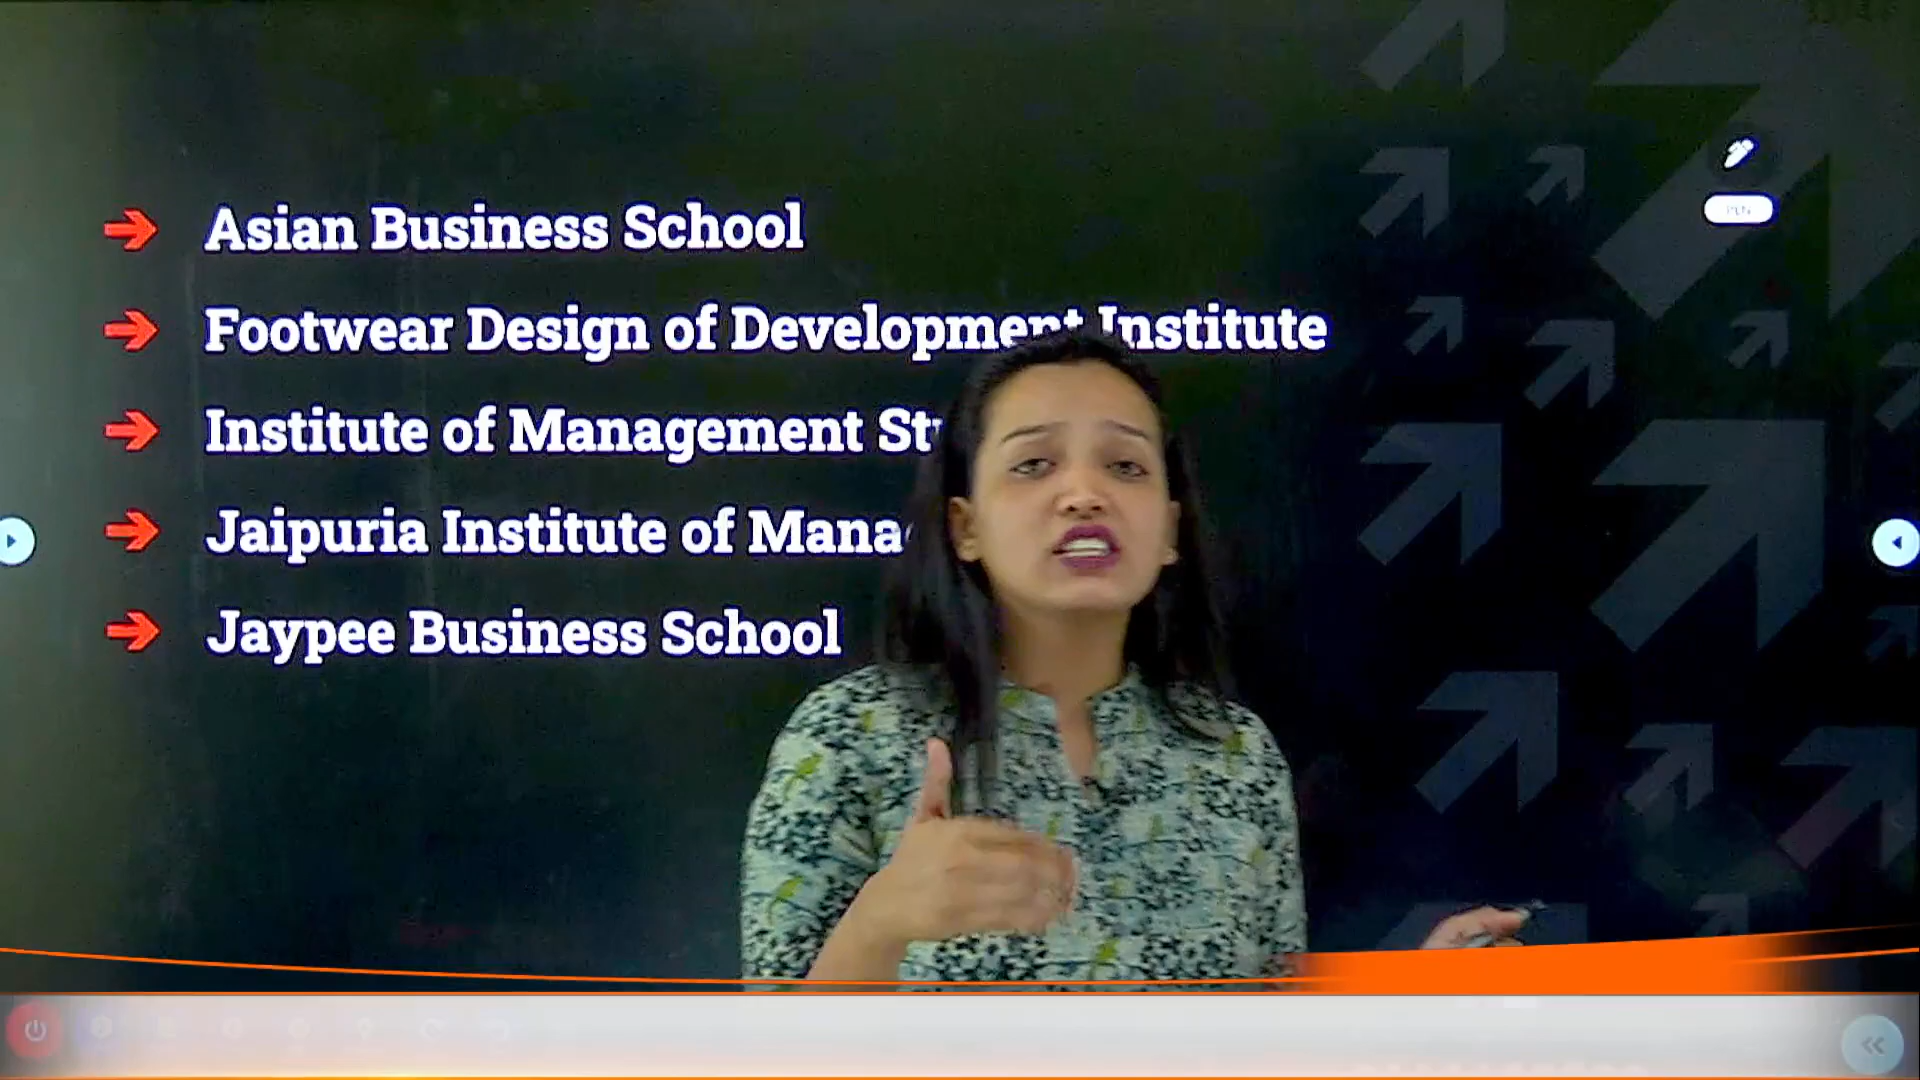 Asian Business School
Footwear Design of Development Institute
Institute of Management
Jaipuria Institute of
Jaypee Business School